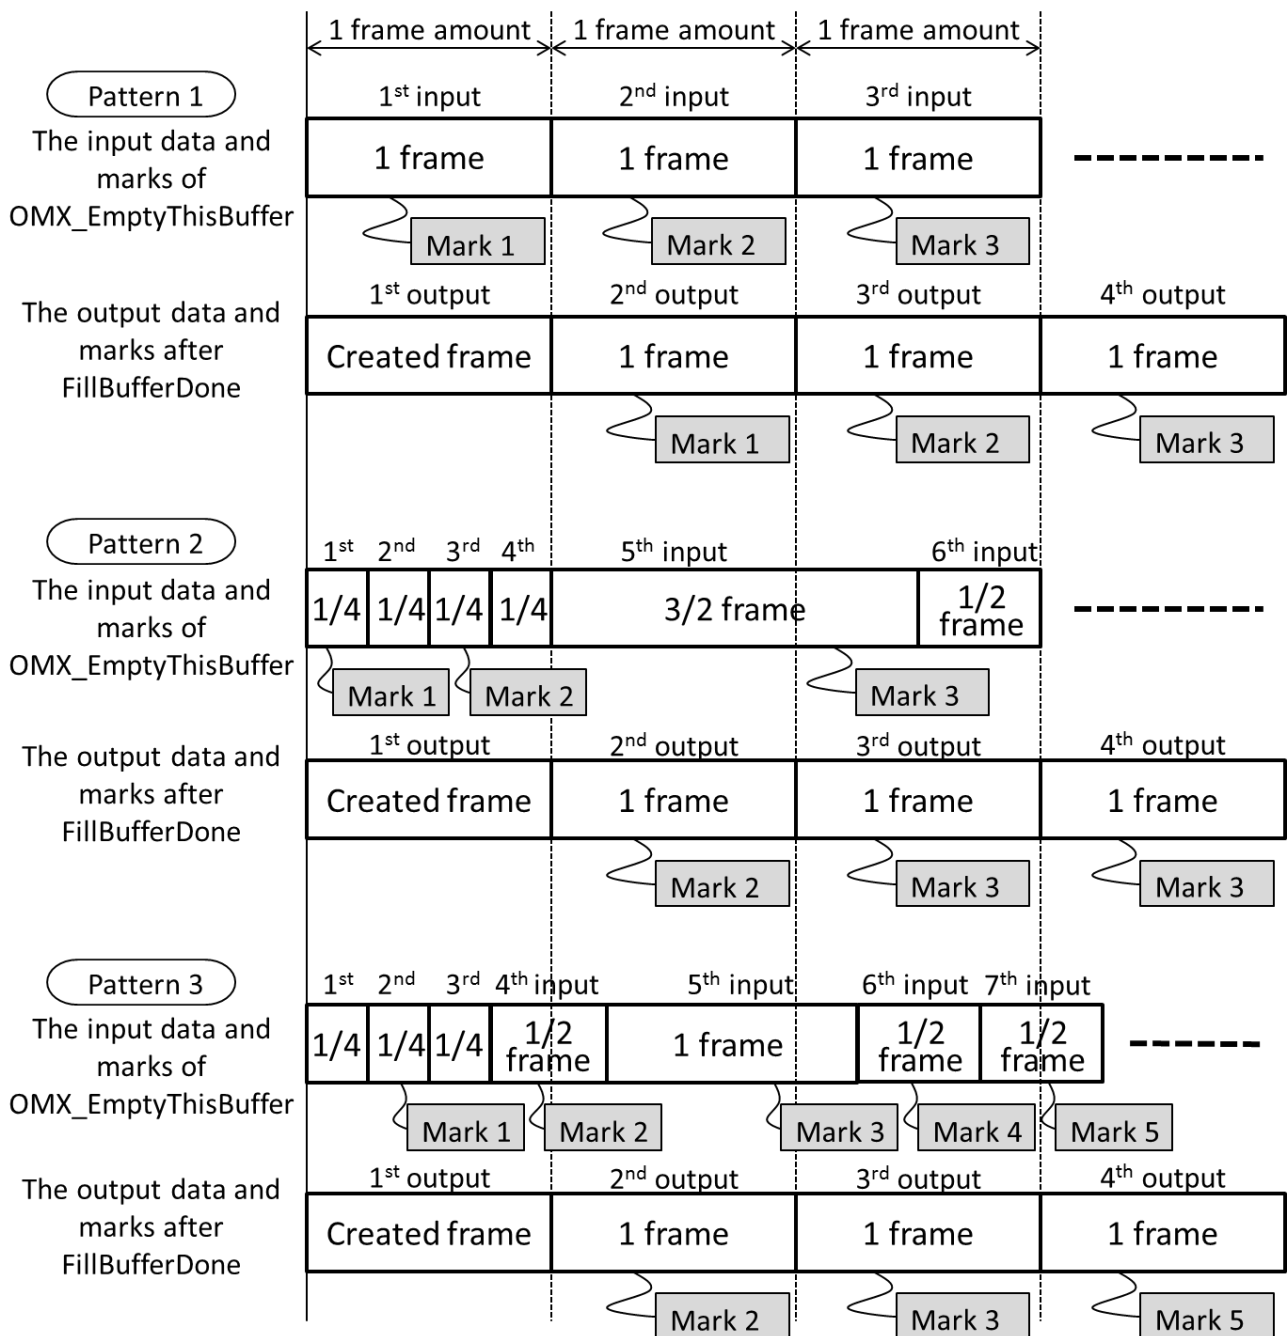 1 frame amount 1 frame amount 1 frame amount
Pattern 1
The input data and
marks of
OMX_EmptyThisBuffer
1st input 2nd input 3rd input
1 frame 1 frame 1 frame
Mark 1 Mark 2 Mark 3
The output data and
marks after
FillBufferDone
1st output 2nd output 3rd output 4th output
Created frame 1 frame 1 frame 1 frame
Mark 1 Mark 2 Mark 3
Pattern 2
The input data and
marks of
OMX_EmptyThisBuffer
1st 2nd 3rd 4th 5th input 6th input
1/4 1/4 1/4 1/4 3/2 frame 1/2 frame
Mark 1 Mark 2 Mark 3
The output data and
marks after
FillBufferDone
1st output 2nd output 3rd output 4th output
Created frame 1 frame 1 frame 1 frame
Mark 2 Mark 3 Mark 3
Pattern 3
The input data and
marks of
OMX_EmptyThisBuffer
1st 2nd 3rd 4th input 5th input 6th input 7th input
1/4 1/4 1/4 1/2 frame 1 frame 1/2 frame 1/2 frame
Mark 1 Mark 2 Mark 3 Mark 4 Mark 5
The output data and
marks after
FillBufferDone
1st output 2nd output 3rd output 4th output
Created frame 1 frame 1 frame 1 frame
Mark 2 Mark 3 Mark 5